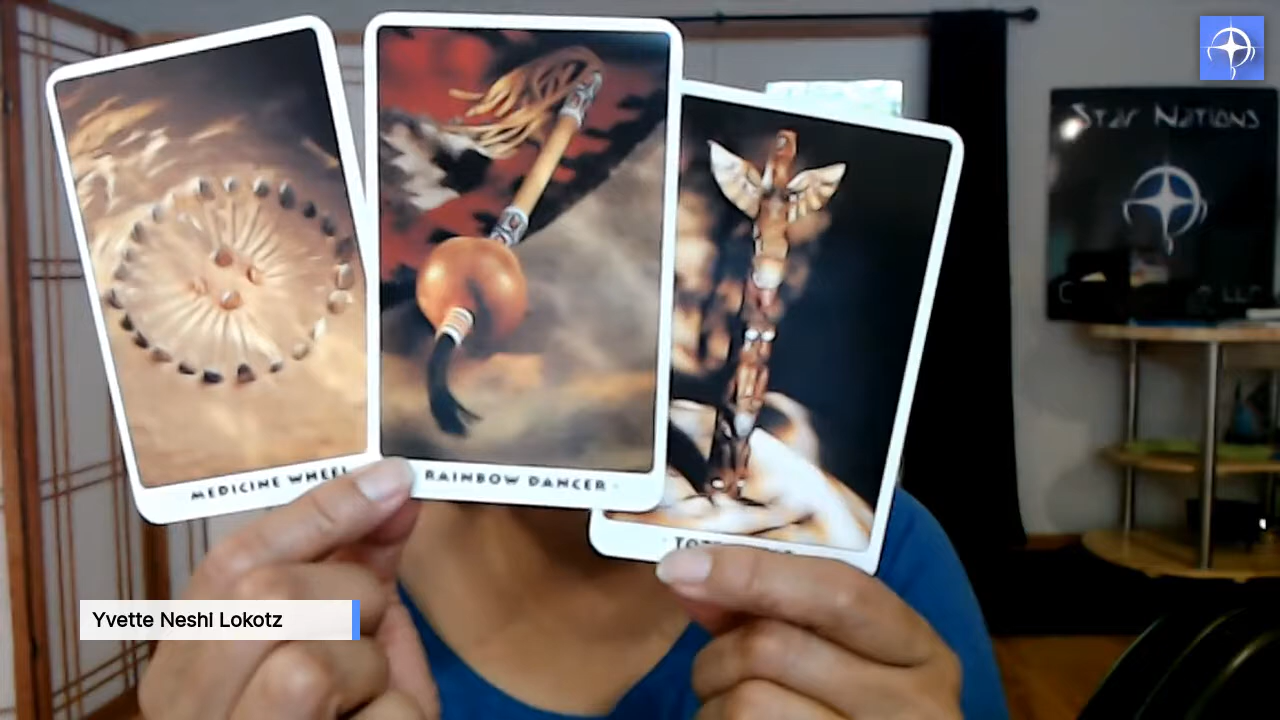 STAR NATIONS
MEDICINE WHEEL
RAINBOW DANCER
Yvette Neshi Lokotz